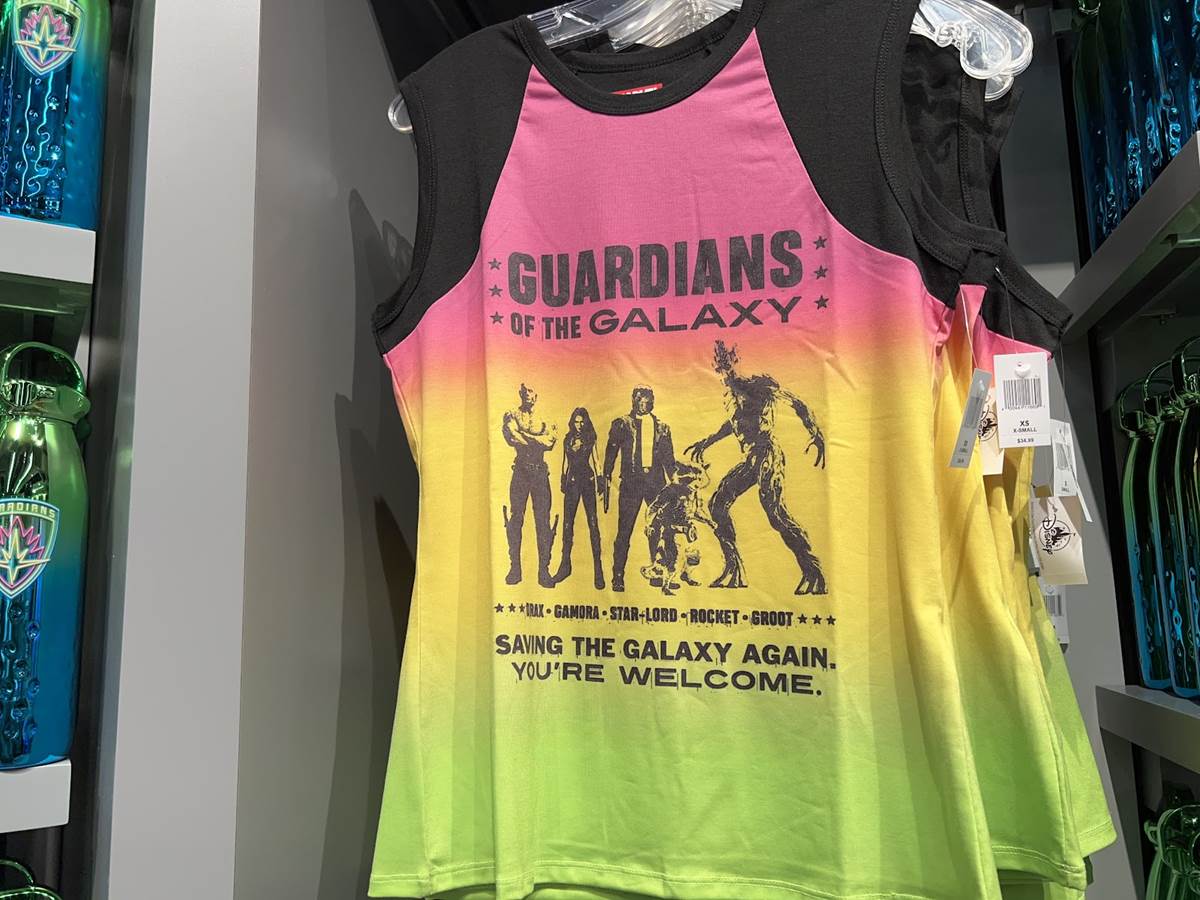 GUARDIANS
OF THE GALAXY
DRAX • GAMORA • STAR-LORD • ROCKET • GROOT
SAVING THE GALAXY AGAIN.
YOU'RE WELCOME.
XS
X-SMALL
$34.99
Disney